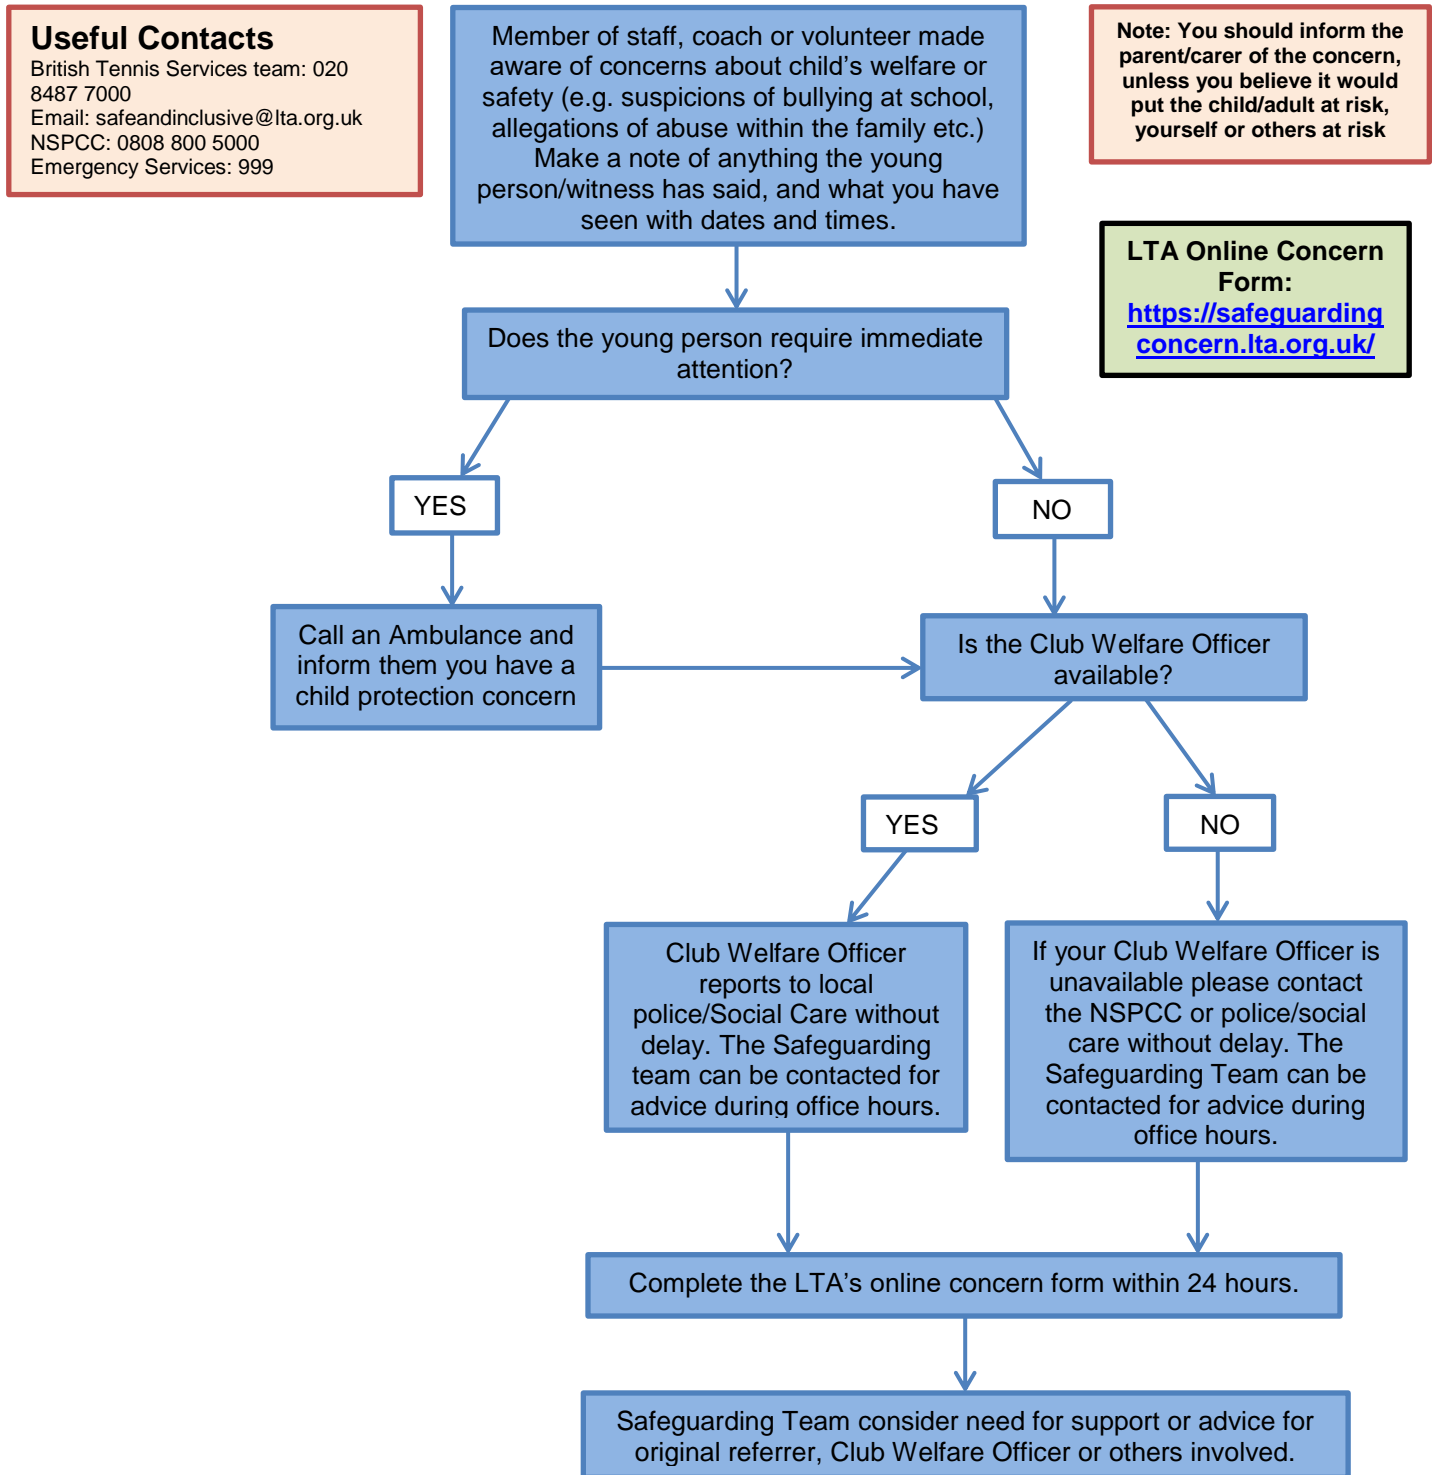 Useful Contacts
British Tennis Services team: 020
8487 7000
Email: safeandinclusive@lta.org.uk
NSPCC: 0808 800 5000
Emergency Services: 999
Member of staff, coach or volunteer made
aware of concerns about child’s welfare or
safety (e.g. suspicions of bullying at school,
allegations of abuse within the family etc.)
Make a note of anything the young
person/witness has said, and what you have
seen with dates and times.
Note: You should inform the
parent/carer of the concern,
unless you believe it would
put the child/adult at risk,
yourself or others at risk
LTA Online Concern
Form:
https://safeguarding
concern.lta.org.uk/
Does the young person require immediate
attention?
YES
NO
Call an Ambulance and
inform them you have a
child protection concern
Is the Club Welfare Officer
available?
YES
NO
Club Welfare Officer
reports to local
police/Social Care without
delay. The Safeguarding
team can be contacted for
advice during office hours.
If your Club Welfare Officer is
unavailable please contact
the NSPCC or police/social
care without delay. The
Safeguarding Team can be
contacted for advice during
office hours.
Complete the LTA’s online concern form within 24 hours.
Safeguarding Team consider need for support or advice for
original referrer, Club Welfare Officer or others involved.